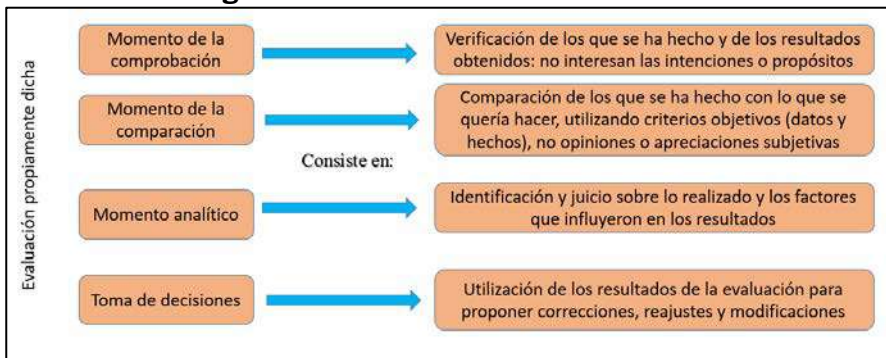 Evaluación propiamente dicha
Momento de la
comprobación
Verificación de los que se ha hecho y de los resultados
obtenidos: no interesan las intenciones o propósitos
Momento de la
comparación
Comparación de los que se ha hecho con lo que se
quería hacer, utilizando criterios objetivos (datos y
hechos), no opiniones o apreciaciones subjetivas
Consiste en:
Momento analítico
Identificación y juicio sobre lo realizado y los factores
que influyeron en los resultados
Toma de decisiones
Utilización de los resultados de la evaluación para
proponer correcciones, reajustes y modificaciones